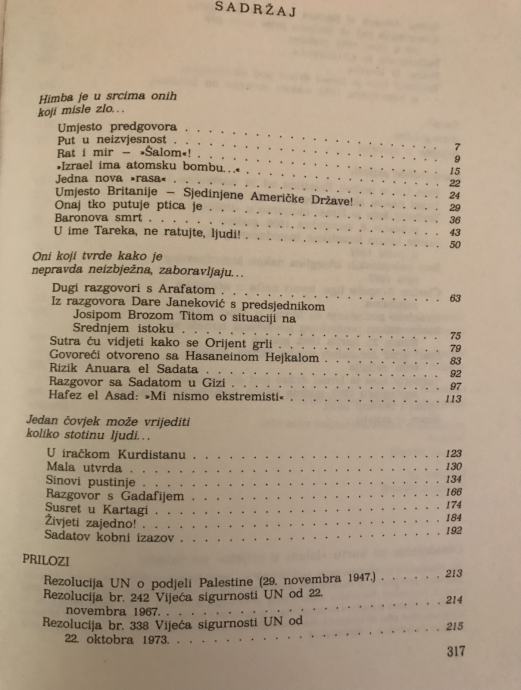 SADRŽAJ
Himba je u srcima onih
koji misle zlo...
Umjesto predgovora . . . . . . . . . . . . 7
Put u neizvjesnost . . . . . . . . . . . . 9
Rat i mir — »Šalom«! . . . . . . . . . . . . 15
»Izrael ima atomsku bombu...« . . . . . . . . . . . . 22
Jedna nova »rasa« . . . . . . . . . . . . 24
Umjesto Britanije — Sjedinjene Američke Države! . . . . . . 29
Onaj tko putuje ptica je . . . . . . . . . . . . 36
Baronova smrt . . . . . . . . . . . . 43
U ime Tareka, ne ratujte, ljudi! . . . . . . . . . . . . 50
Oni koji tvrde kako je
nepravda neizbježna, zaboravljaju...
Dugi razgovori s Arafatom . . . . . . . . . . . . 63
Iz razgovora Dare Janeković s predsjednikom
Josipom Brozom Titom o situaciji na
Srednjem istoku . . . . . . . . . . . . 75
Sutra ću vidjeti kako se Orijent grli . . . . . . . . . . . . 79
Govoreći otvoreno sa Hasaneinom Hejkalom . . . . . . . . 83
Rizik Anuara el Sadata . . . . . . . . . . . . 92
Razgovor sa Sadatom u Gizi . . . . . . . . . . . . 97
Hafez el Asad: »Mi nismo ekstremisti« . . . . . . . . . . 113
Jedan čovjek može vrijediti
koliko stotinu ljudi...
U iračkom Kurdistanu . . . . . . . . . . . . 123
Mala utvrda . . . . . . . . . . . . 130
Sinovi pustinje . . . . . . . . . . . . 134
Razgovor s Gadafijem . . . . . . . . . . . . 166
Susret u Kartagi . . . . . . . . . . . . 174
Živjeti zajedno! . . . . . . . . . . . . 184
Sadatov kobni izazov . . . . . . . . . . . . 192
PRILOZI
Rezolucija UN o podjeli Palestine (29. novembra 1947.) . . . . . 213
Rezolucija br. 242 Vijeća sigurnosti UN od 22.
novembra 1967. . . . . . . . . . . . . 214
Rezolucija br. 338 Vijeća sigurnosti UN od
22. oktobra 1973. . . . . . . . . . . . . 215
317